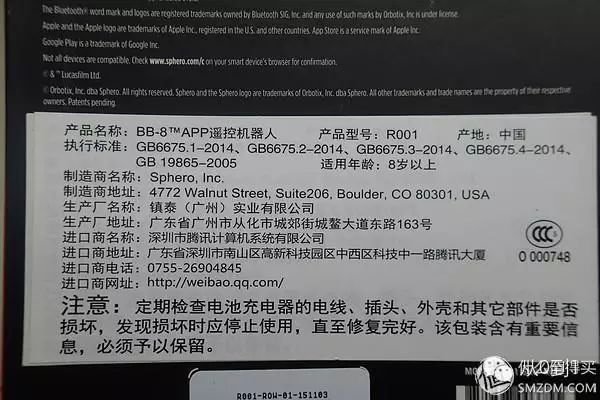 The Bluetooth® word mark and logos are registered trademarks owned by Bluetooth SIG, Inc. and any use of such marks by Orbotix, Inc is under license.
Apple and the Apple logo are trademarks of Apple Inc., registered in the U.S. and other countries. App Store is a service mark of Apple Inc.
Google Play is a trademark of Google Inc.
Not all devices are compatible. Check www.sphero.com/c on your smart device's browser for confirmation.
© & ™ Lucasfilm Ltd.
© Orbotix, Inc. dba Sphero. All rights reserved. Sphero and the Sphero logo are trademarks of Orbotix, Inc. dba Sphero. All other trademarks and trade names are the property of their respective owners. Patents pending.
产品名称：BB-8™APP遥控机器人 产品型号：R001 产地：中国
执行标准：GB6675.1-2014、GB6675.2-2014、GB6675.3-2014、GB6675.4-2014、
GB 19865-2005 适用年龄：8岁以上
制造商名称：Sphero, Inc.
制造商地址：4772 Walnut Street, Suite206, Boulder, CO 80301, USA
生产厂名称：镇泰（广州）实业有限公司
生产厂地址：广东省广州市从化市城郊街城鳌大道东路163号
进口商名称：深圳市腾讯计算机系统有限公司
进口商地址：广东省深圳市南山区高新科技园区中西区科技中一路腾讯大厦
进口商电话：0755-26904845
进口商网址：http://weibao.qq.com/
CCC
0 000748
注意：定期检查电池充电器的电线、插头、外壳和其它部件是否
损坏，发现损坏时应停止使用，直至修复完好。该包装含有重要信
息，必须予以保留。
R001-ROW-01-151103
SMZDM.COM